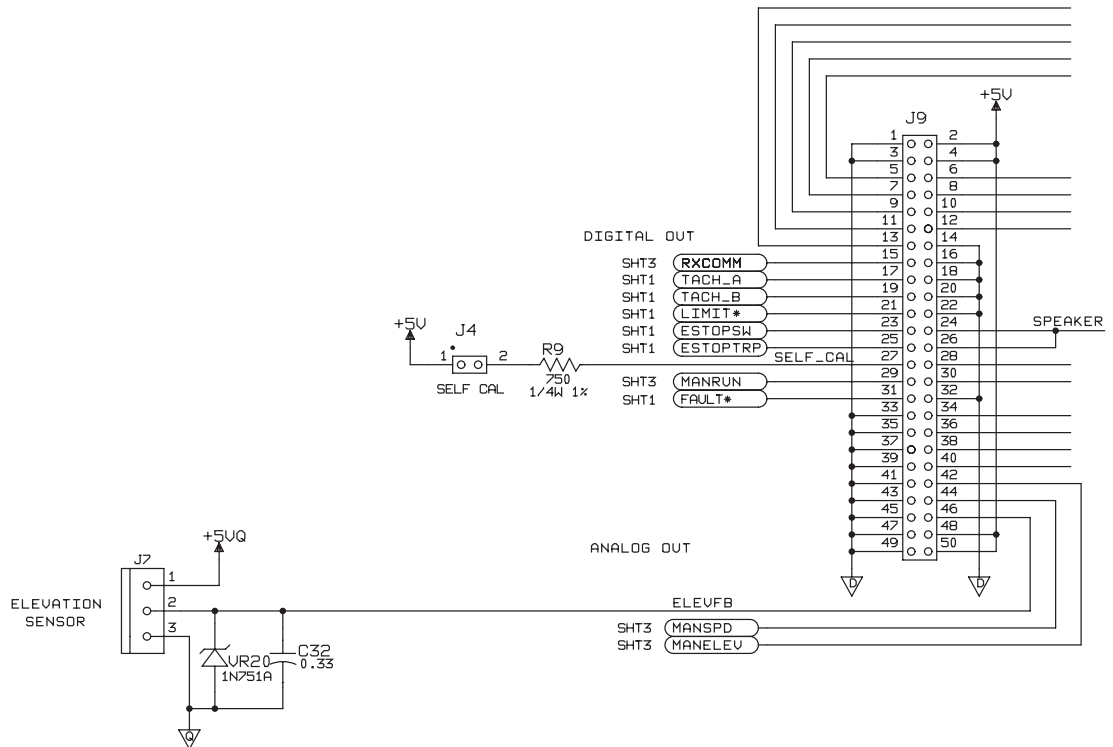 +5V
J9
1 2
3 4
5 6
7 8
9 10
11 12
DIGITAL OUT
13 14
SHT3 RXCOMM 15 16
SHT1 TACH_A 17 18
SHT1 TACH_B 19 20
SHT1 LIMIT* 21 22
SHT1 ESTOPSW 23 24 SPEAKER
SHT1 ESTOPTRP 25 26
+5V
J4
1 2
SELF CAL
R9
750
1/4W 1%
SELF_CAL 27 28
SHT3 MANRUN 29 30
SHT1 FAULT* 31 32
33 34
35 36
37 38
39 40
41 42
43 44
45 46
47 48
49 50
ANALOG OUT
D D
+5VQ
J7
1
2
3
ELEVATION
SENSOR
ELEVFB
SHT3 MANSPD
SHT3 MANELEV
VR20
1N751A
C32
0.33
Q